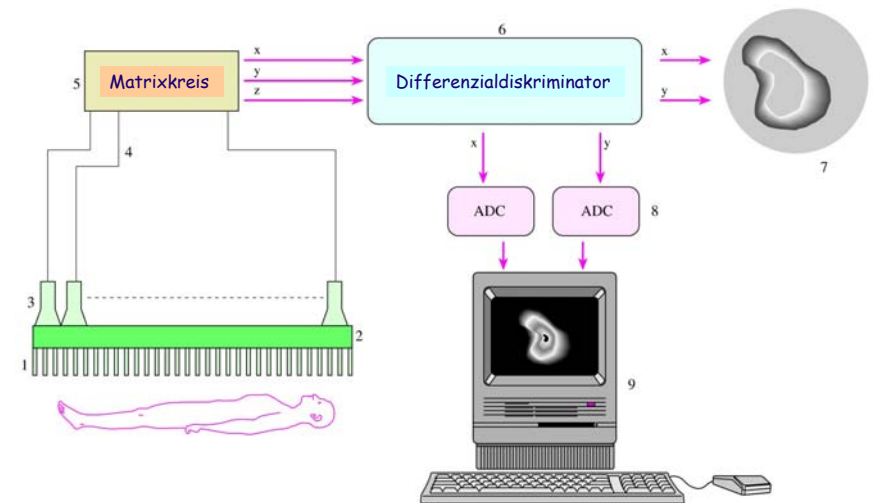 6
x
y
z
5
Matrixkreis
Differenzialdiskriminator
x
y
4
x
y
7
ADC
ADC
8
3
2
1
9